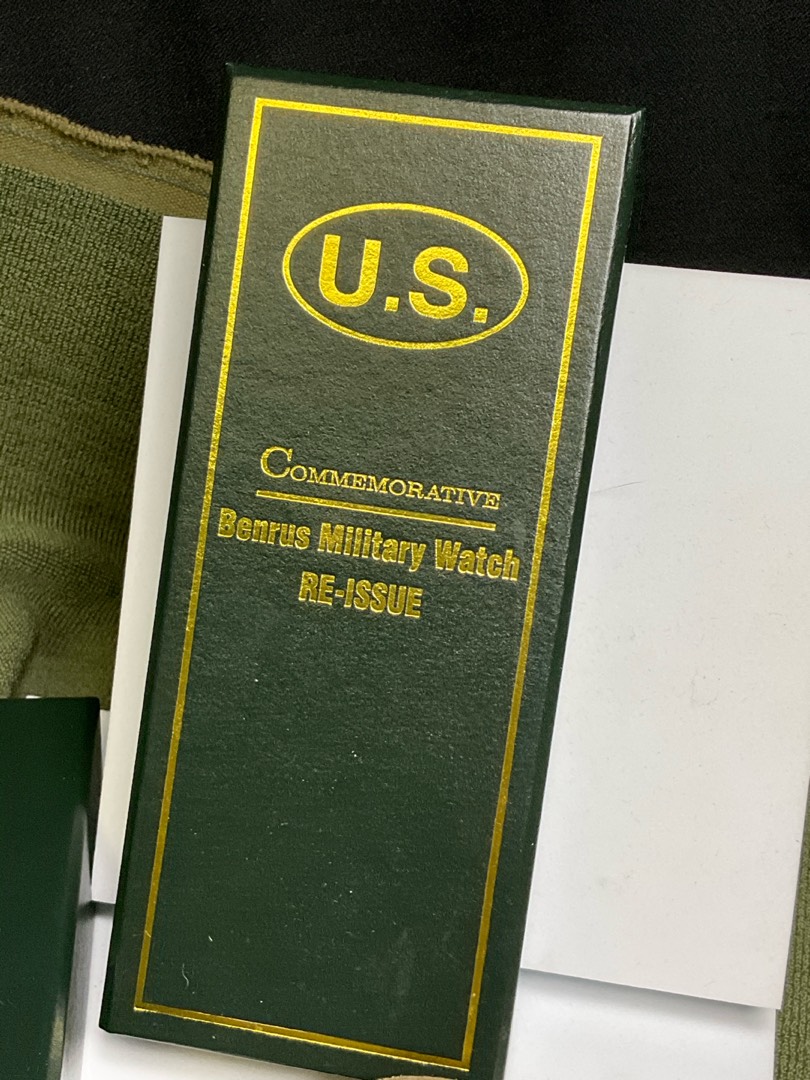 U.S.
COMMEMORATIVE
Benrus Military Watch
RE-ISSUE